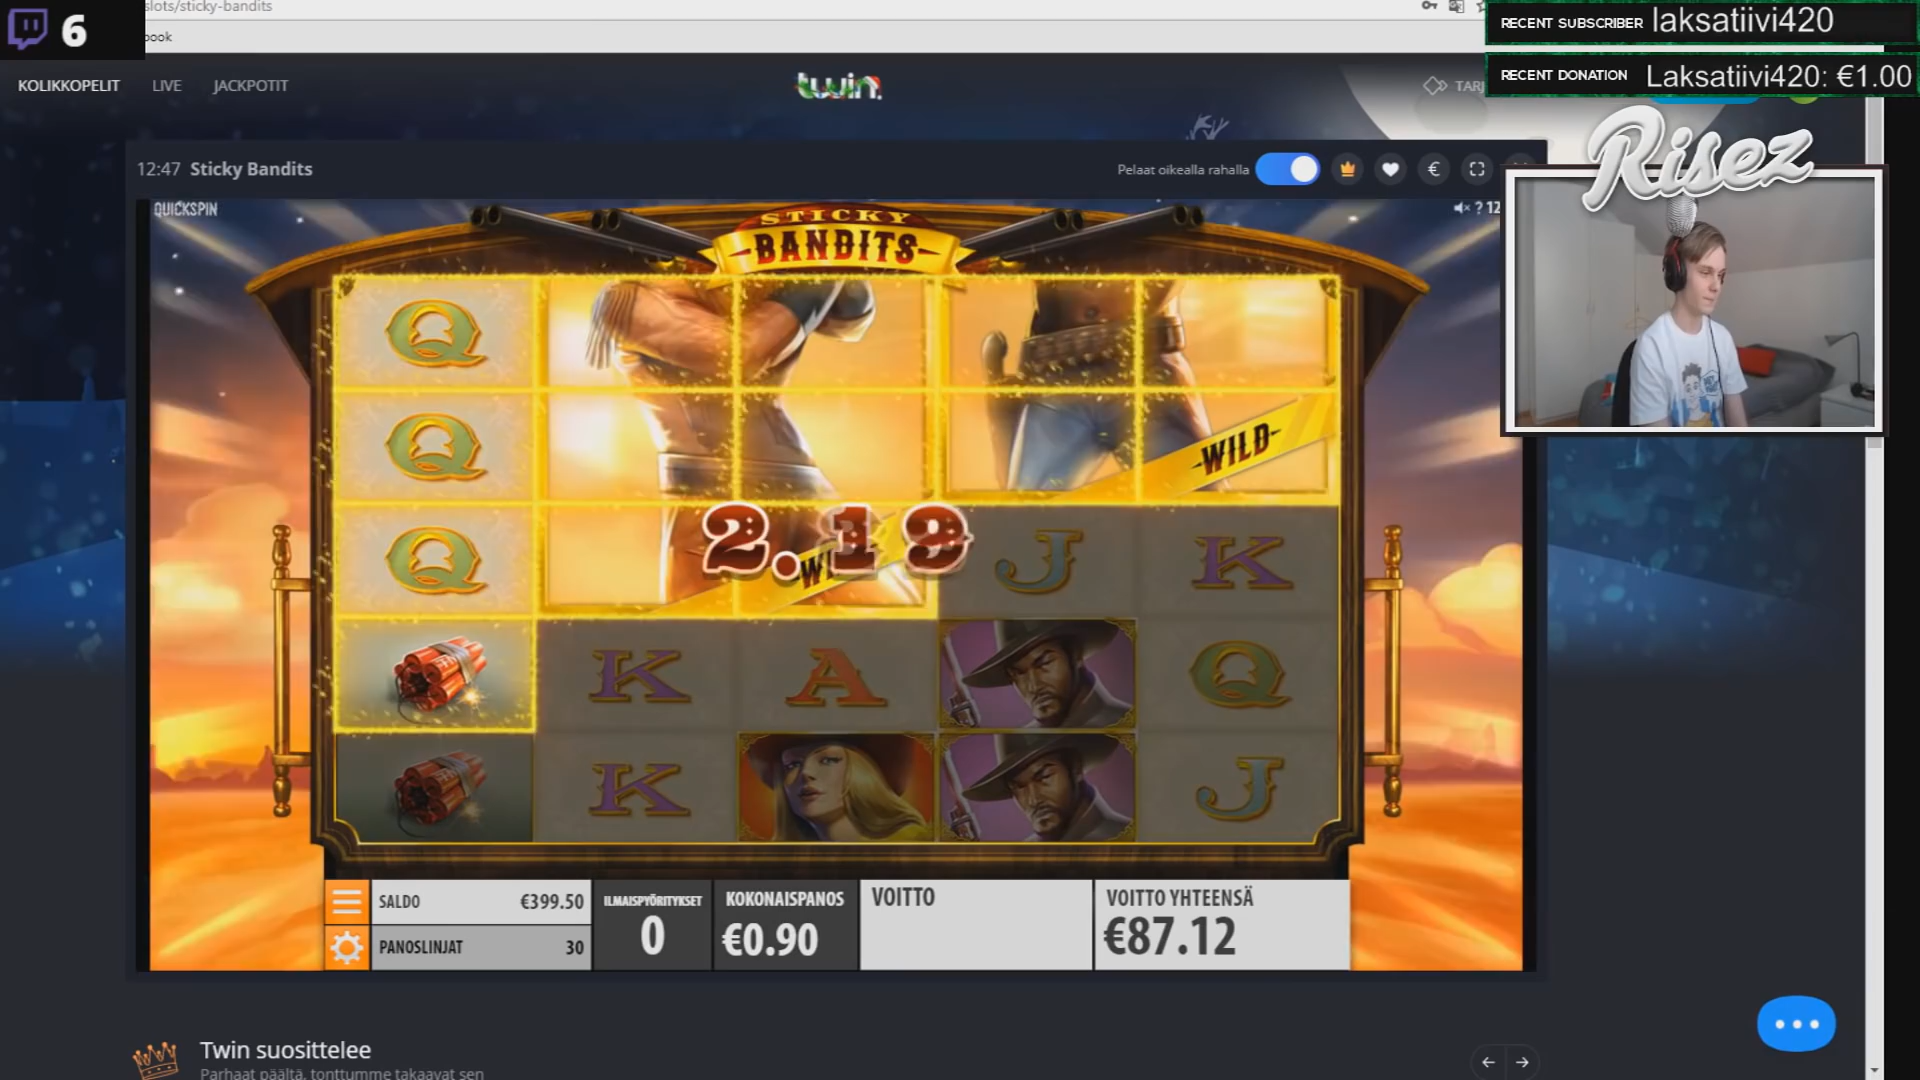 6
slots/sticky-bandits
RECENT SUBSCRIBER laksatiivi420
RECENT DONATION Laksatiivi420: €1.00
KOLIKKOPELIT LIVE JACKPOTIT
twin.
Risez
12:47 Sticky Bandits
Pelaat oikealla rahalla
€
QUICKSPIN
? 12
STICKY
BANDITS
Q
Q
WILD
Q
2.19
J K
K A Q
K J
SALDO €399.50
PANOSLINJAT 30
ILMAISPYÖRITYKSET
0
KOKONAISPANOS
€0.90
VOITTO
VOITTO YHTEENSÄ
€87.12
Twin suosittelee
Parhaat päältä, tonttumme takaavat sen